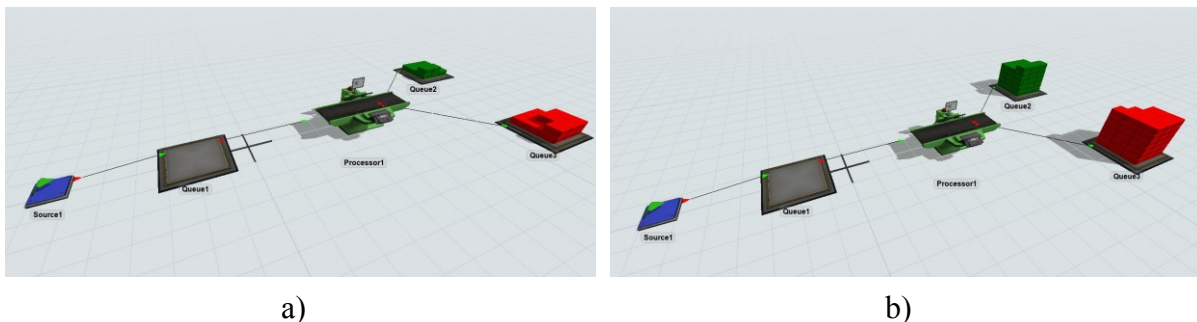 Queue2
Queue3
Processor1
Queue1
Source1
Queue2
Queue3
Processor1
Queue1
Source1
a)
b)